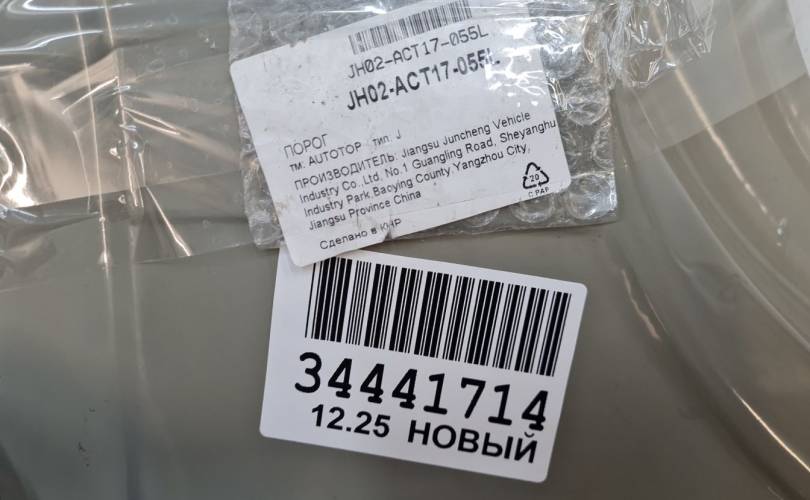 JH02-ACT17-055L
JH02-ACT17-055L
ПОРОГ
тм: AUTOTOP тип: J
ПРОИЗВОДИТЕЛЬ: Jiangsu Juncheng Vehicle
Industry Co.,Ltd. No.1 Guangling Road, Sheyanghu
Industry Park Baoying County Yangzhou City,
Jiangsu Province China
20
C PAP
Сделано в КНР
34441714
12.25 НОВЫЙ